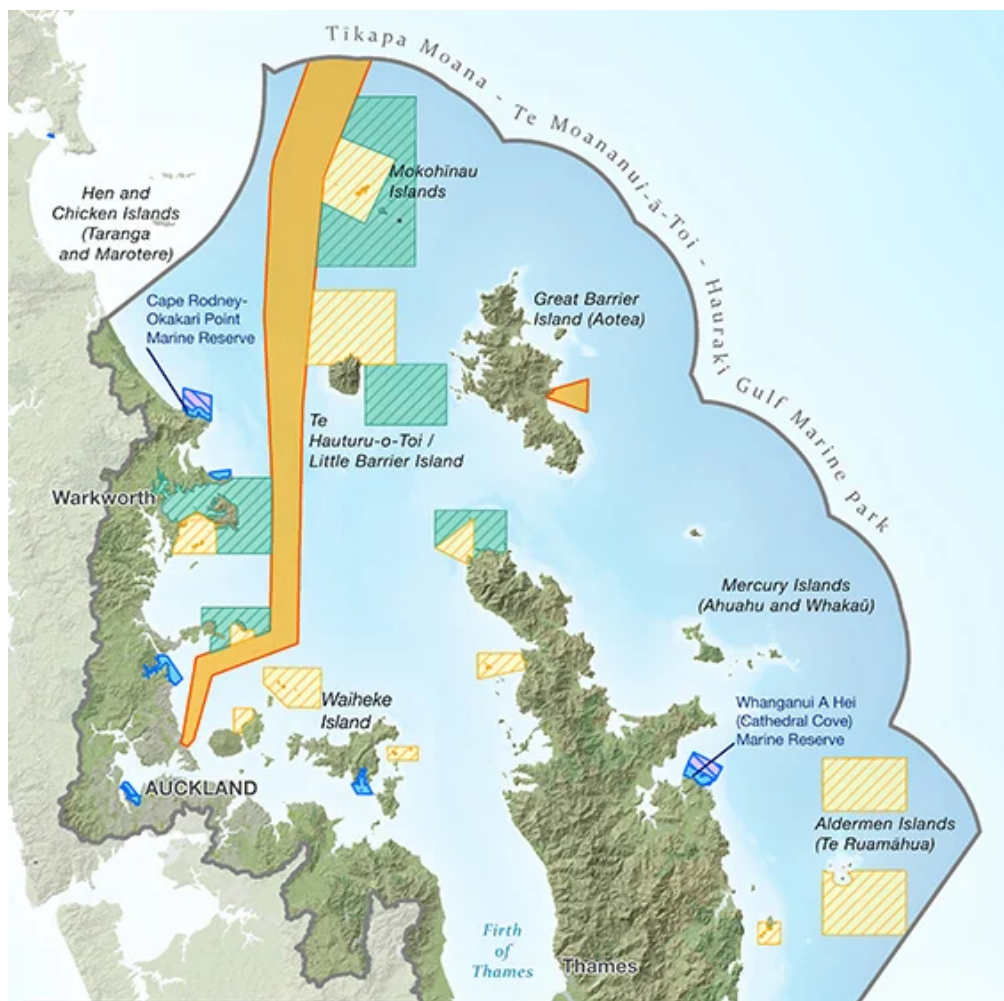 Tīkapa Moana - Te Moananui-ā-Toi - Hauraki Gulf Marine Park
Mokohīnau
Islands
Hen and
Chicken Islands
(Taranga
and Marotere)
Cape Rodney-
Okakari Point
Marine Reserve
Great Barrier
Island (Aotea)
Te
Hauturu-o-Toi /
Little Barrier Island
Warkworth
Mercury Islands
(Ahuahu and Whakaū)
Waiheke
Island
Whanganui A Hei
(Cathedral Cove)
Marine Reserve
AUCKLAND
Aldermen Islands
(Te Ruamāhua)
Firth
of
Thames
Thames